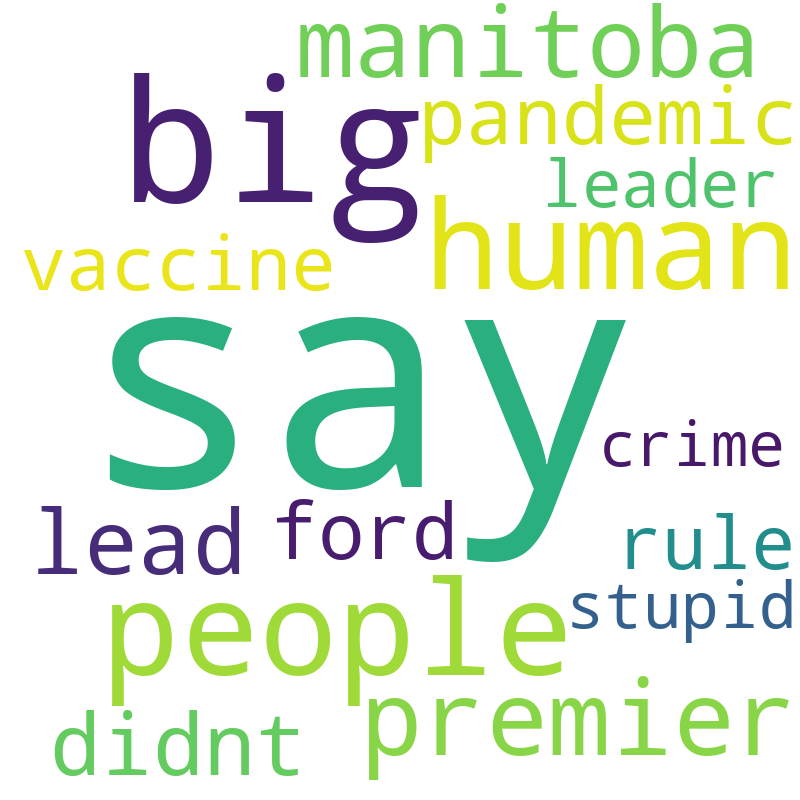 manitoba
big
pandemic
leader
human
vaccine
say
crime
lead
ford
rule
people
stupid
premier
didnt